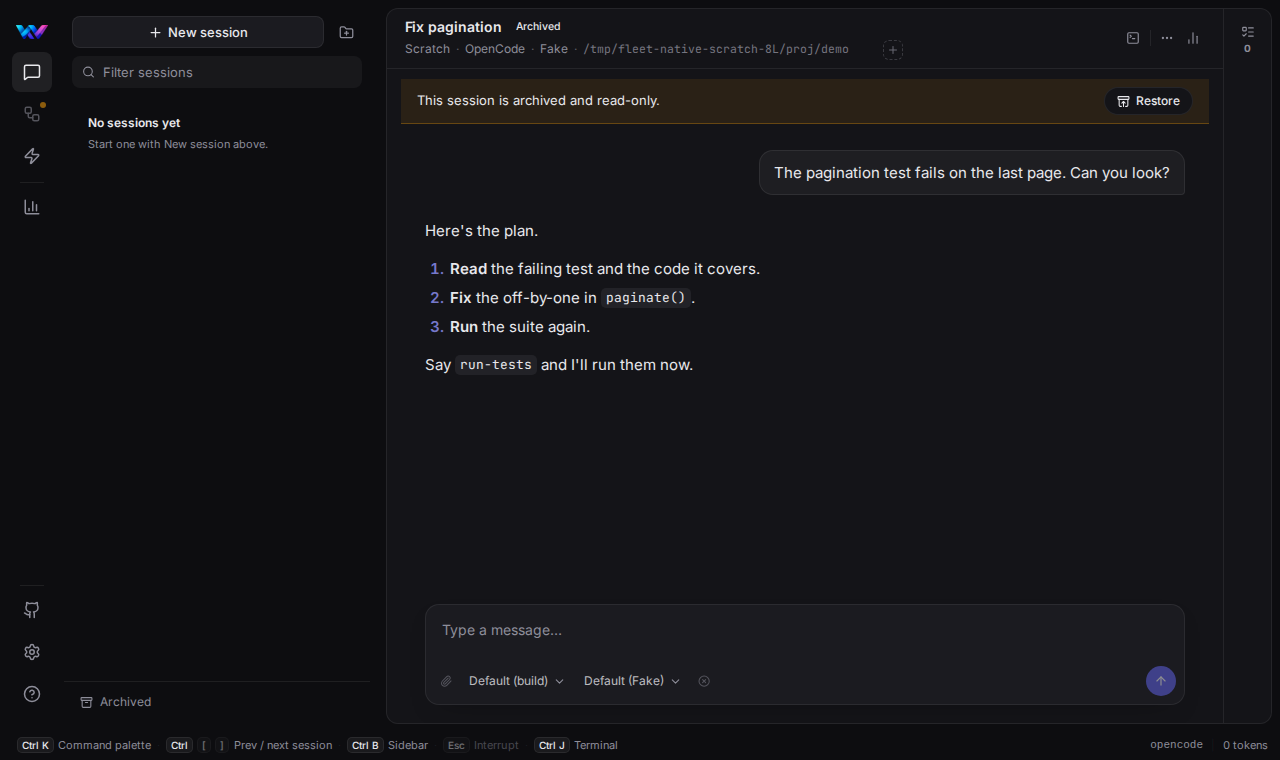 New session
Filter sessions
No sessions yet
Start one with New session above.
Archived
Fix pagination Archived
Scratch · OpenCode · Fake · /tmp/fleet-native-scratch-8L/proj/demo
0
This session is archived and read-only.
Restore
The pagination test fails on the last page. Can you look?
Here's the plan.
1. Read the failing test and the code it covers.
2. Fix the off-by-one in paginate().
3. Run the suite again.
Say run-tests and I'll run them now.
Type a message...
Default (build) Default (Fake)
Ctrl K Command palette Ctrl [ ] Prev / next session Ctrl B Sidebar Esc Interrupt Ctrl J Terminal opencode 0 tokens